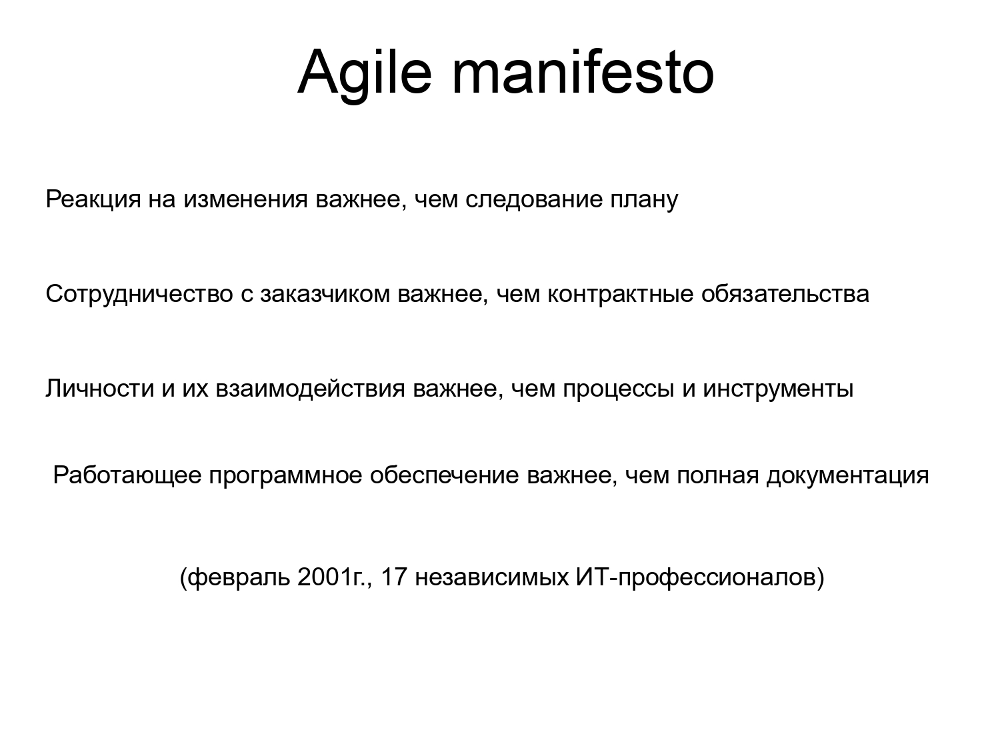 Agile manifesto
Реакция на изменения важнее, чем следование плану
Сотрудничество с заказчиком важнее, чем контрактные обязательства
Личности и их взаимодействия важнее, чем процессы и инструменты
Работающее программное обеспечение важнее, чем полная документация
(февраль 2001г., 17 независимых ИТ-профессионалов)